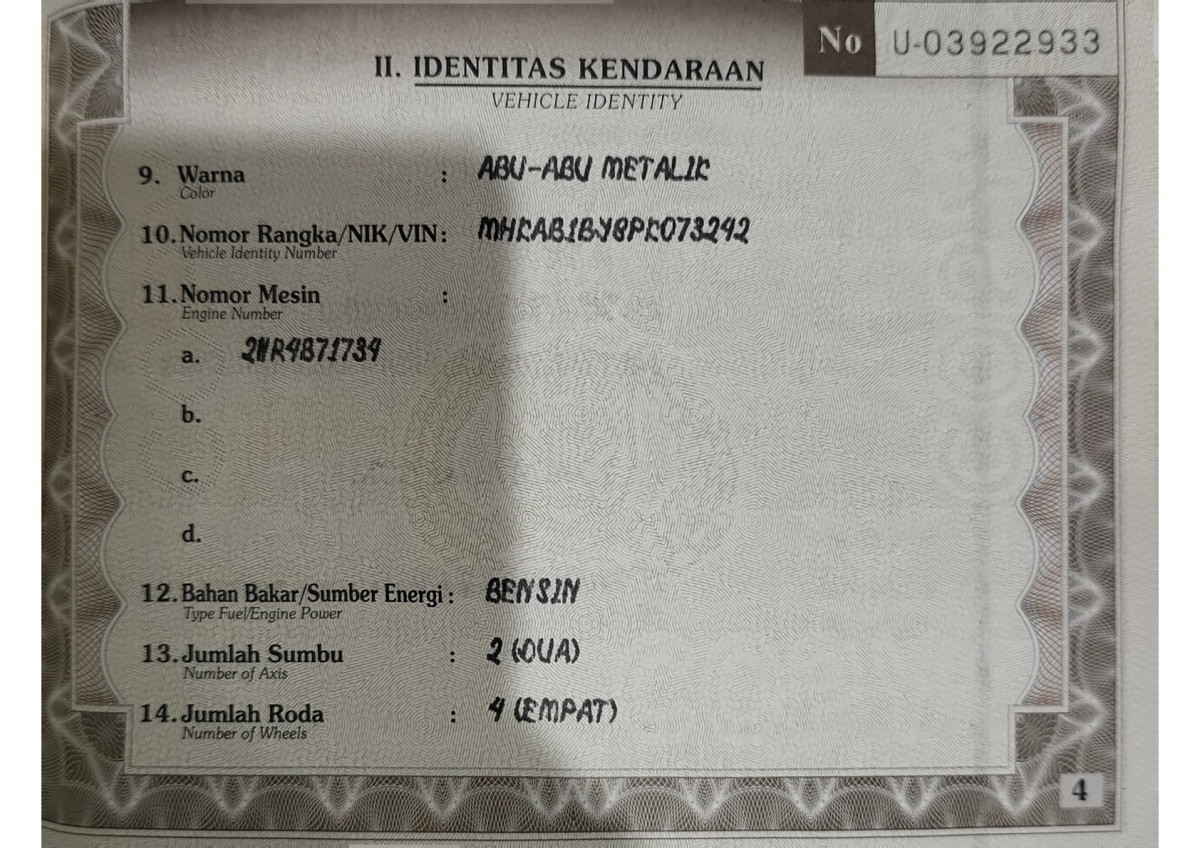 No U-03922933
II. IDENTITAS KENDARAAN
VEHICLE IDENTITY
9. Warna : ABU-ABU METALIK
Color
10. Nomor Rangka/NIK/VIN : MHKAB1BY8PK073242
Vehicle Identity Number
11. Nomor Mesin :
Engine Number
a. 2NR4B71734
b.
c.
d.
12. Bahan Bakar/Sumber Energi : BENSIN
Type Fuel/Engine Power
13. Jumlah Sumbu : 2 (DUA)
Number of Axis
14. Jumlah Roda : 4 (EMPAT)
Number of Wheels
4